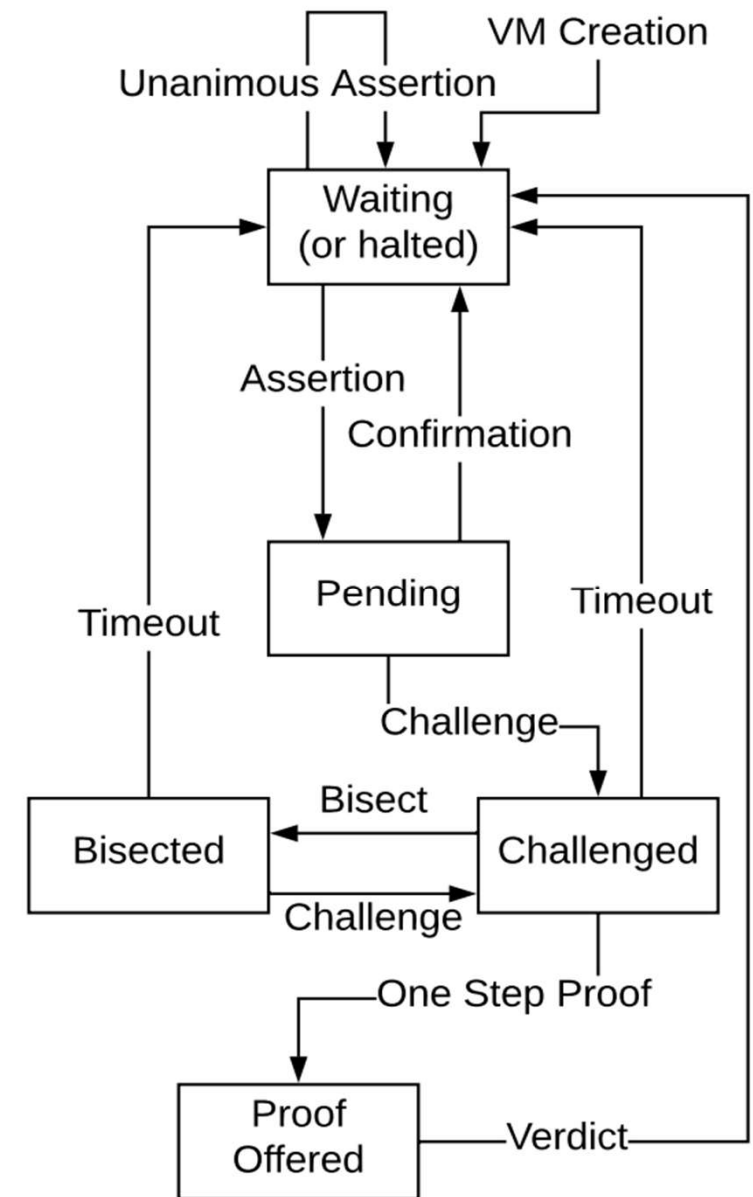 VM Creation
Unanimous Assertion
Waiting
(or halted)
Assertion
Confirmation
Pending
Timeout
Timeout
Challenge
Bisect
Bisected
Challenged
Challenge
One Step Proof
Proof
Offered
Verdict